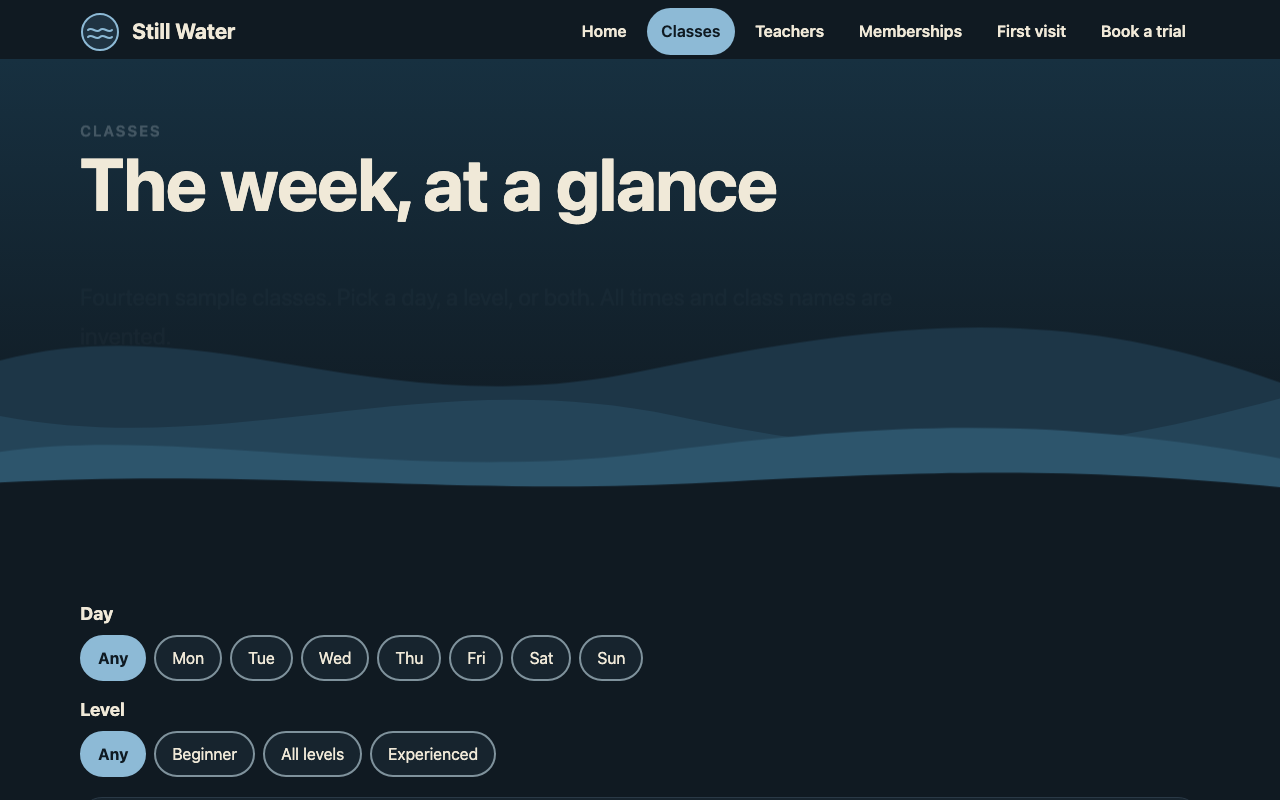 Still Water
Home
Classes
Teachers
Memberships
First visit
Book a trial
CLASSES
The week, at a glance
Fourteen sample classes. Pick a day, a level, or both. All times and class names are
invented.
Day
Any
Mon
Tue
Wed
Thu
Fri
Sat
Sun
Level
Any
Beginner
All levels
Experienced